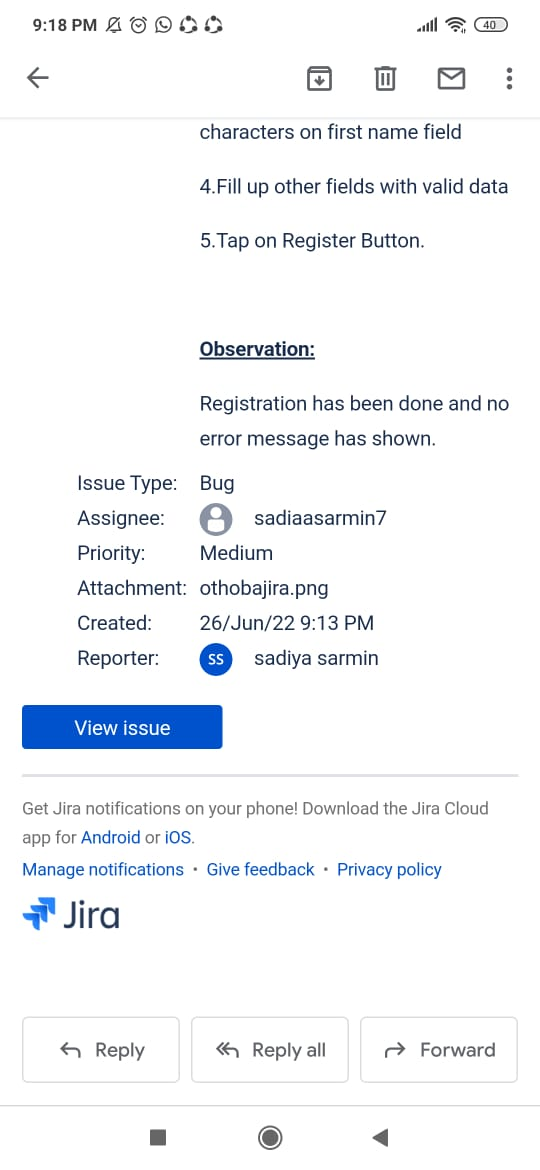 9:18 PM
40
characters on first name field
4.Fill up other fields with valid data
5.Tap on Register Button.
Observation:
Registration has been done and no
error message has shown.
Issue Type: Bug
Assignee: sadiaasarmin7
Priority: Medium
Attachment: othobajira.png
Created: 26/Jun/22 9:13 PM
Reporter: SS sadiya sarmin
View issue
Get Jira notifications on your phone! Download the Jira Cloud
app for Android or iOS.
Manage notifications • Give feedback • Privacy policy
Jira
Reply Reply all Forward